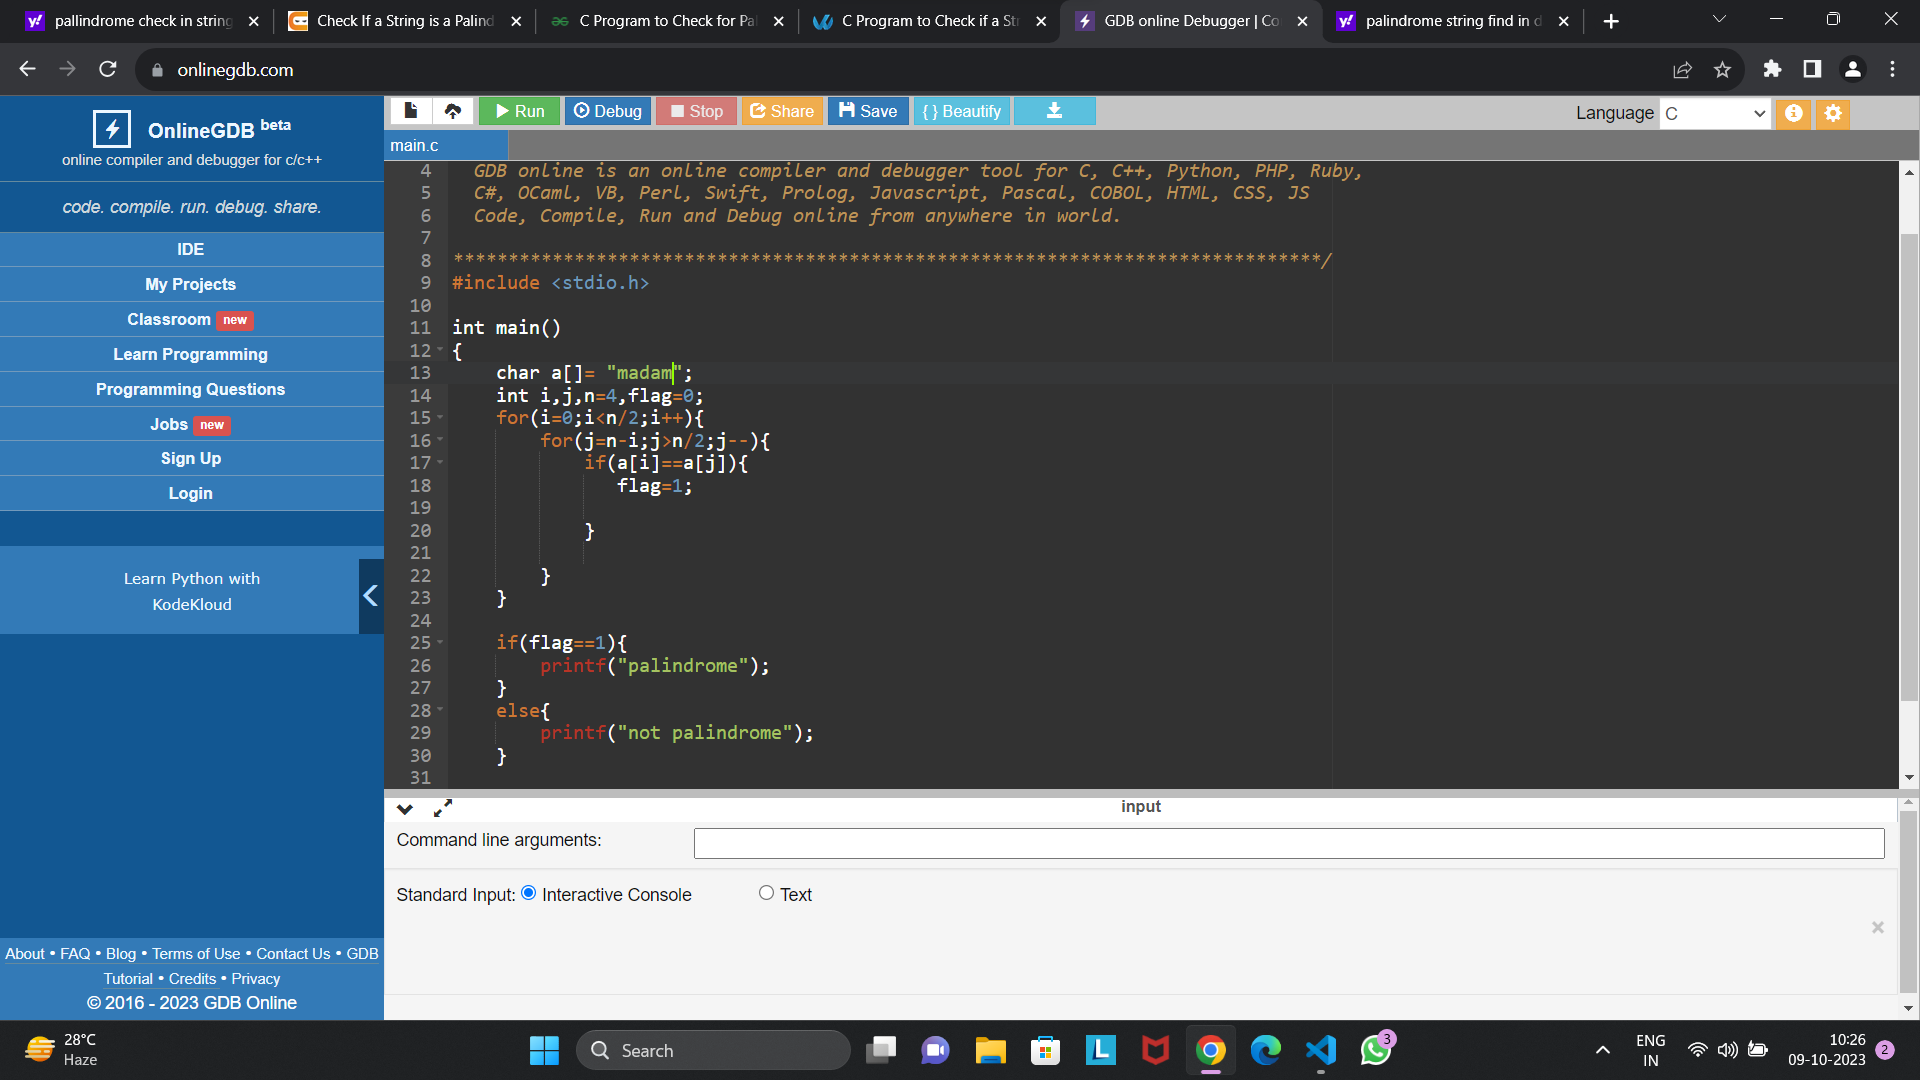 pallindrome check in string
Check If a String is a Palind
C Program to Check for Pal
C Program to Check if a St
GDB online Debugger | Co
palindrome string find in d
onlinegdb.com
OnlineGDB beta
online compiler and debugger for c/c++
code. compile. run. debug. share.
IDE
My Projects
Classroom new
Learn Programming
Programming Questions
Jobs new
Sign Up
Login
Learn Python with
KodeKloud
About • FAQ • Blog • Terms of Use • Contact Us • GDB
Tutorial • Credits • Privacy
© 2016 - 2023 GDB Online
Run Debug Stop Share Save { } Beautify
Language C
main.c
4 GDB online is an online compiler and debugger tool for C, C++, Python, PHP, Ruby,
5 C#, OCaml, VB, Perl, Swift, Prolog, Javascript, Pascal, COBOL, HTML, CSS, JS
6 Code, Compile, Run and Debug online from anywhere in world.
7
8 *******************************************************************************/
9 #include <stdio.h>
10
11 int main()
12 {
13 char a[]= "madam";
14 int i,j,n=4,flag=0;
15 for(i=0;i<n/2;i++){
16 for(j=n-i;j>n/2;j--){
17 if(a[i]==a[j]){
18 flag=1;
19
20 }
21
22 }
23 }
24
25 if(flag==1){
26 printf("palindrome");
27 }
28 else{
29 printf("not palindrome");
30 }
31
input
Command line arguments:
Standard Input: Interactive Console Text
28°C
Haze
Search
3
ENG
IN
10:26
09-10-2023
2